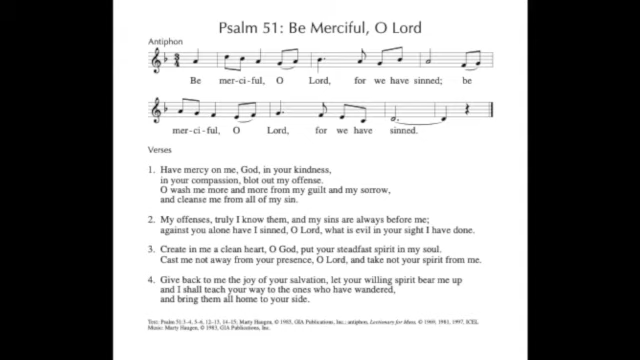 Psalm 51: Be Merciful, O Lord
Antiphon
Be mer-ci-ful, O Lord, for we have sinned; be
mer-ci-ful, O Lord, for we have sinned.
Verses
1. Have mercy on me, God, in your kindness,
in your compassion, blot out my offense.
O wash me more and more from my guilt and my sorrow,
and cleanse me from all of my sin.
2. My offenses, truly I know them, and my sins are always before me;
against you alone have I sinned, O Lord, what is evil in your sight I have done.
3. Create in me a clean heart, O God, put your steadfast spirit in my soul.
Cast me not away from your presence, O Lord, and take not your spirit from me.
4. Give back to me the joy of your salvation, let your willing spirit bear me up
and I shall teach your way to the ones who have wandered,
and bring them all home to your side.
Text: Psalm 51:3-4, 5-6, 12-13, 14-15; Marty Haugen, © 1983, GIA Publications, Inc.; antiphon, Lectionary for Mass, © 1969, 1981, 1997, ICEL
Music: Marty Haugen, © 1983, GIA Publications, Inc.